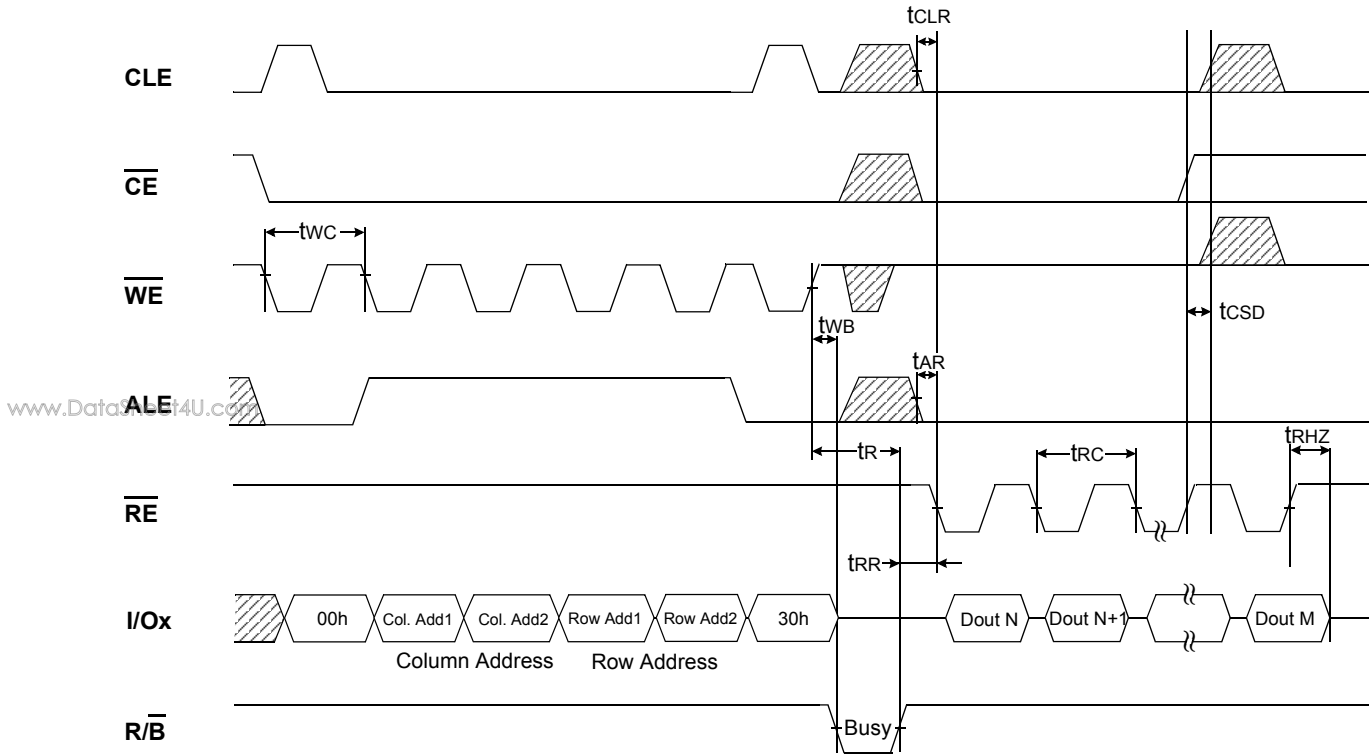 tCLR
CLE
CE
tWC
WE
tWB
tCSD
tAR
www.DataSheet4U.com
ALE
tR
tRC
tRHZ
RE
tRR
I/Ox
00h
Col. Add1
Col. Add2
Row Add1
Row Add2
30h
Dout N
Dout N+1
Dout M
Column Address
Row Address
R/B
Busy